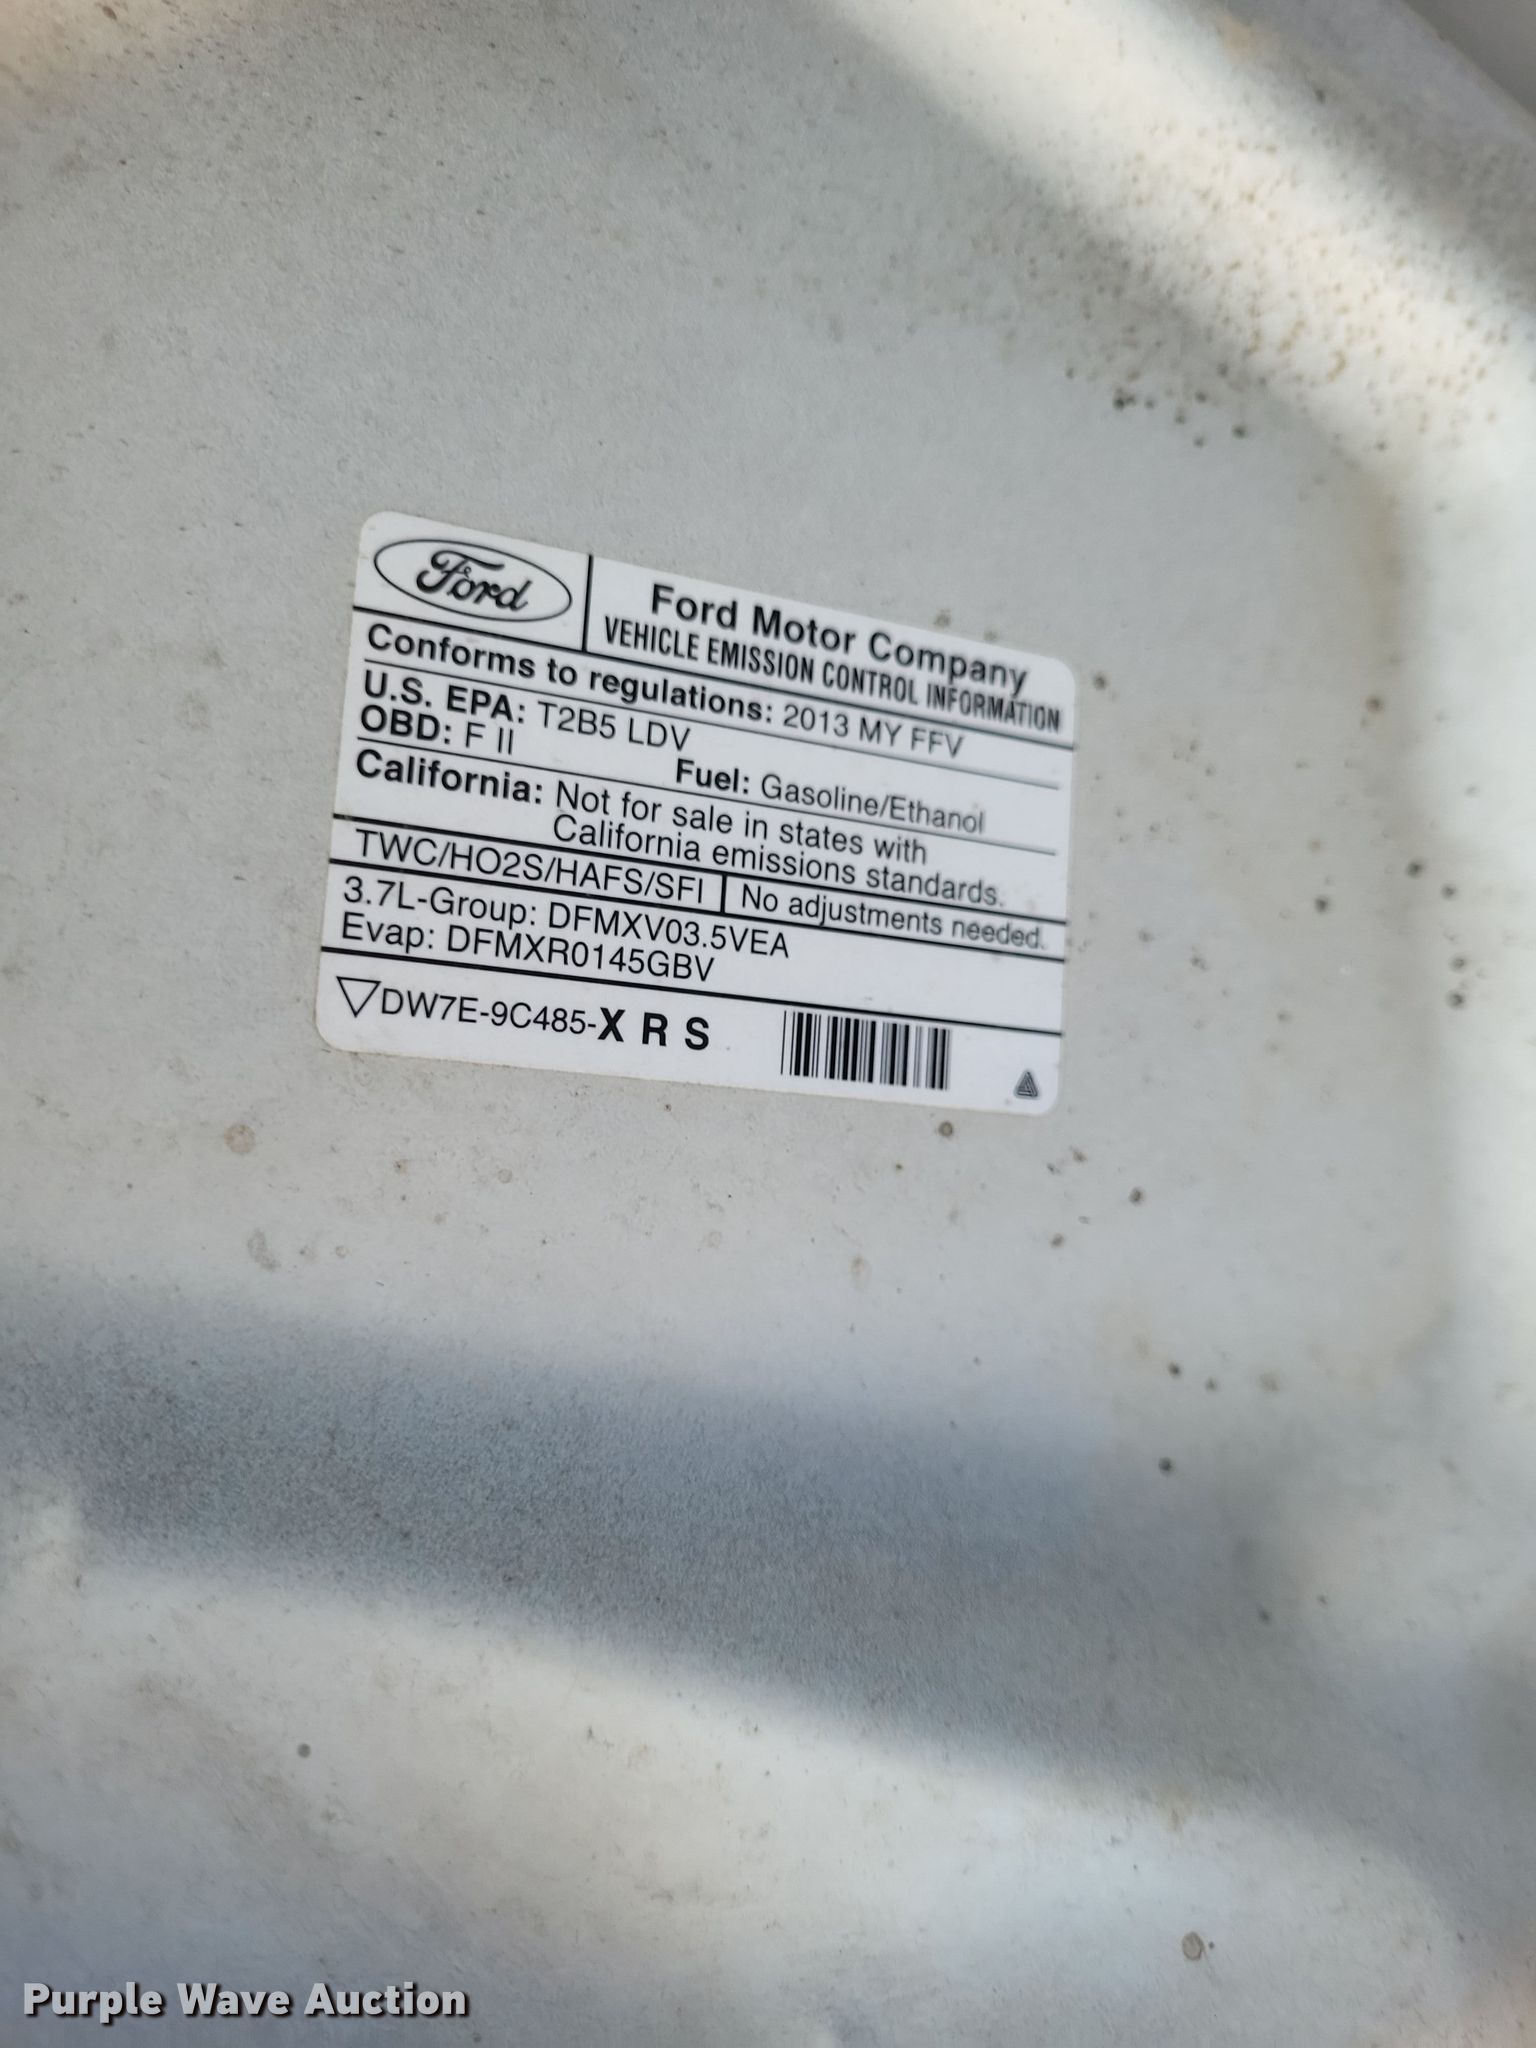 Ford
Ford Motor Company
VEHICLE EMISSION CONTROL INFORMATION
Conforms to regulations: 2013 MY FFV
U.S. EPA: T2B5 LDV
OBD: F II Fuel: Gasoline/Ethanol
California: Not for sale in states with
California emissions standards.
TWC/HO2S/HAFS/SFI No adjustments needed.
3.7L-Group: DFMXV03.5VEA
Evap: DFMXR0145GBV
DW7E-9C485-X R S
Purple Wave Auction